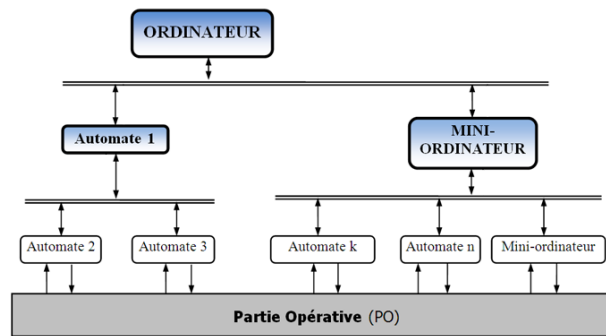 ORDINATEUR
Automate 1
MINI-
ORDINATEUR
Automate 2
Automate 3
Automate k
Automate n
Mini-ordinateur
Partie Opérative (PO)